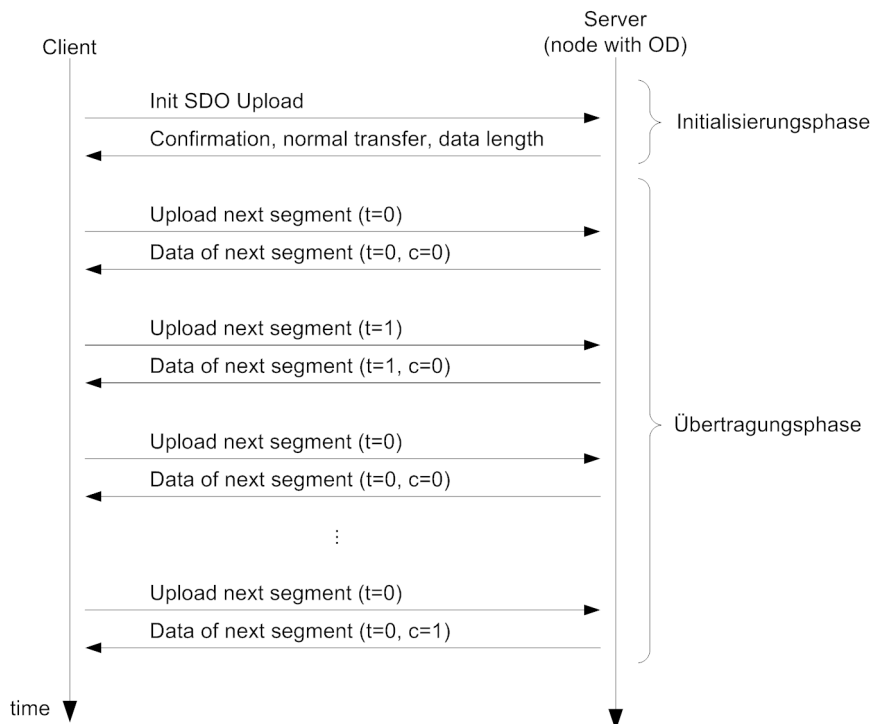 Server
Client
(node with OD)
Init SDO Upload
Initialisierungsphase
Confirmation, normal transfer, data length
Upload next segment (t=0)
Data of next segment (t=0, c=0)
Upload next segment (t=1)
Data of next segment (t=1, c=0)
Übertragungsphase
Upload next segment (t=0)
Data of next segment (t=0, c=0)
⋮
Upload next segment (t=0)
Data of next segment (t=0, c=1)
time